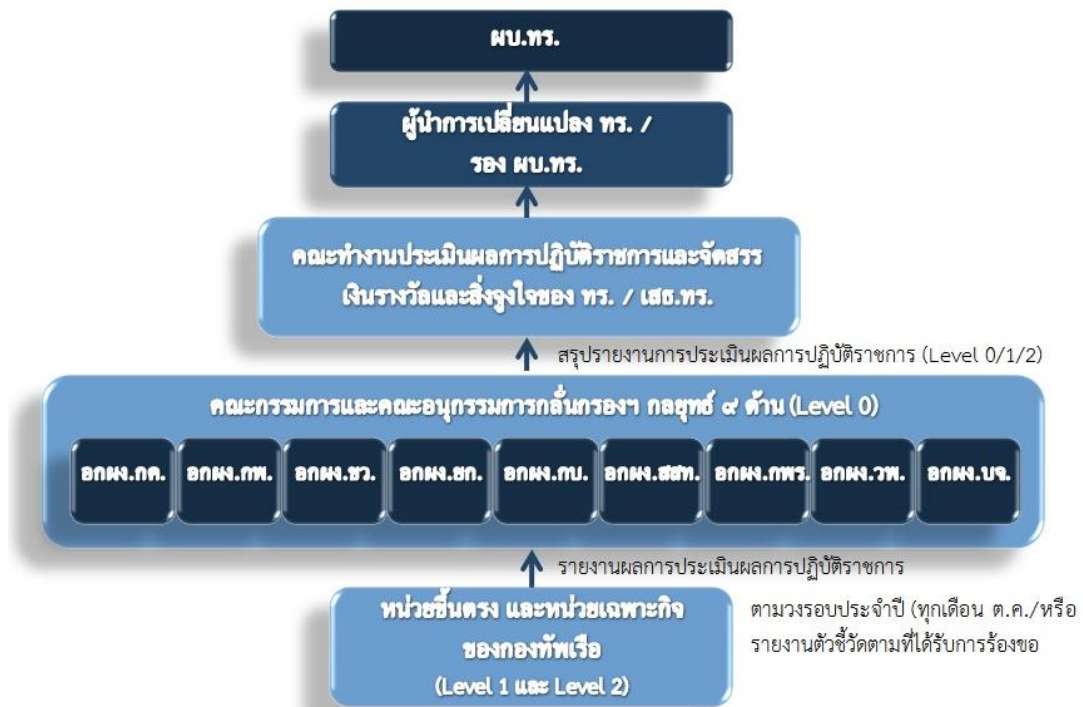 ผบ.ทร.
ผู้นำการเปลี่ยนแปลง ทร. /
รอง ผบ.ทร.
คณะทำงานประเมินผลการปฏิบัติราชการและจัดสรร
เงินรางวัลและสิ่งจูงใจของ ทร. / เสธ.ทร.
สรุปรายงานการประเมินผลการปฏิบัติราชการ (Level 0/1/2)
คณะกรรมการและคณะอนุกรรมการกลั่นกรองฯ กลยุทธ์ ๙ ด้าน (Level 0)
อกผง.กค. อกผง.กพ. อกผง.ขว. อกผง.ยก. อกผง.กบ. อกผง.สสท. อกผง.กพร. อกผง.วพ. อกผง.บจ.
รายงานผลการประเมินผลการปฏิบัติราชการ
หน่วยขึ้นตรง และหน่วยเฉพาะกิจ
ของกองทัพเรือ
(Level 1 และ Level 2)
ตามวงรอบประจำปี (ทุกเดือน ต.ค./หรือ
รายงานตัวชี้วัดตามที่ได้รับการร้องขอ